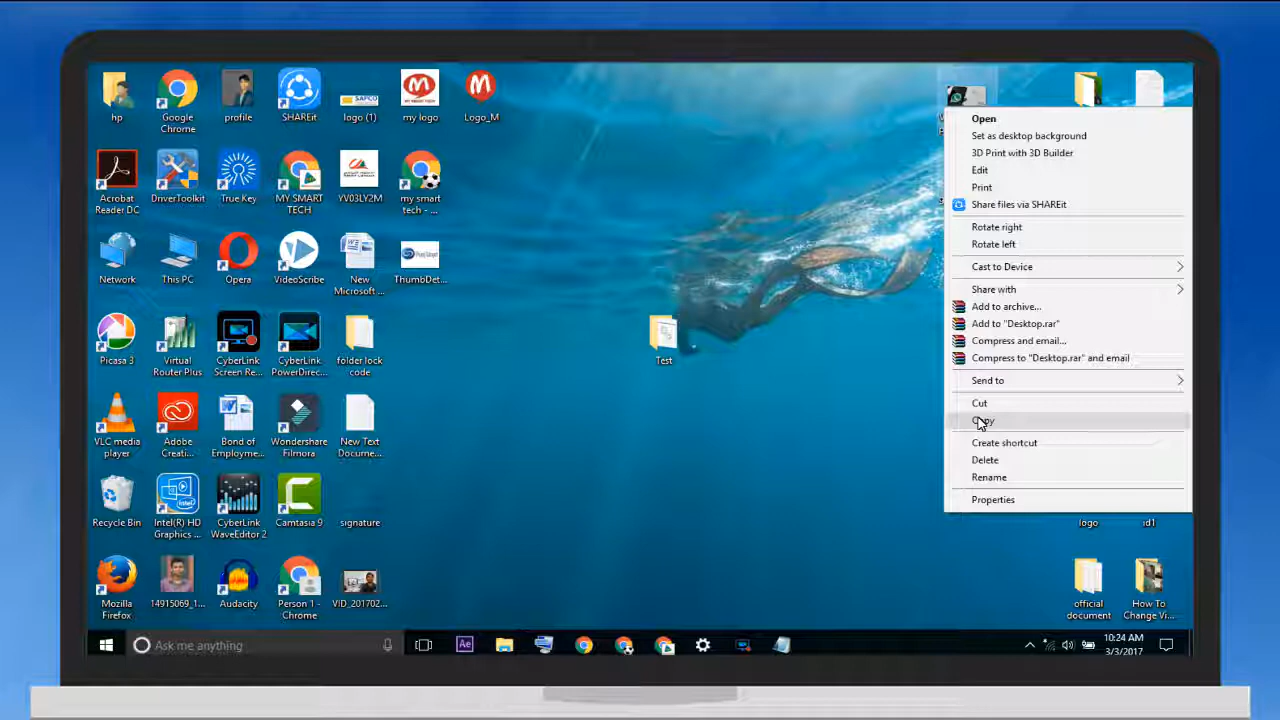 hp
Google
Chrome
profile
SHAREit
logo (1)
my logo
Logo_M
Acrobat
Reader DC
DriverToolkit
True Key
MY SMART
TECH
YV03LY2M
my smart
tech - ...
Network
This PC
Opera
VideoScribe
New
Microsoft ...
ThumbDet...
Picasa 3
Virtual
Router Plus
CyberLink
Screen Re...
CyberLink
PowerDirec...
folder lock
code
Test
VLC media
player
Adobe
Creati...
Bond of
Employme...
Wondershare
Filmora
New Text
Docume...
Recycle Bin
Intel(R) HD
Graphics ...
CyberLink
WaveEditor 2
Camtasia 9
signature
Mozilla
Firefox
14915069_1...
Audacity
Person 1 -
Chrome
VID_201702...
Open
Set as desktop background
3D Print with 3D Builder
Edit
Print
Share files via SHAREit
Rotate right
Rotate left
Cast to Device
Share with
Add to archive...
Add to "Desktop.rar"
Compress and email...
Compress to "Desktop.rar" and email
Send to
Cut
Copy
Create shortcut
Delete
Rename
Properties
logo
id1
official
document
How To
Change Vi...
Ask me anything
Ae
10:24 AM
3/3/2017